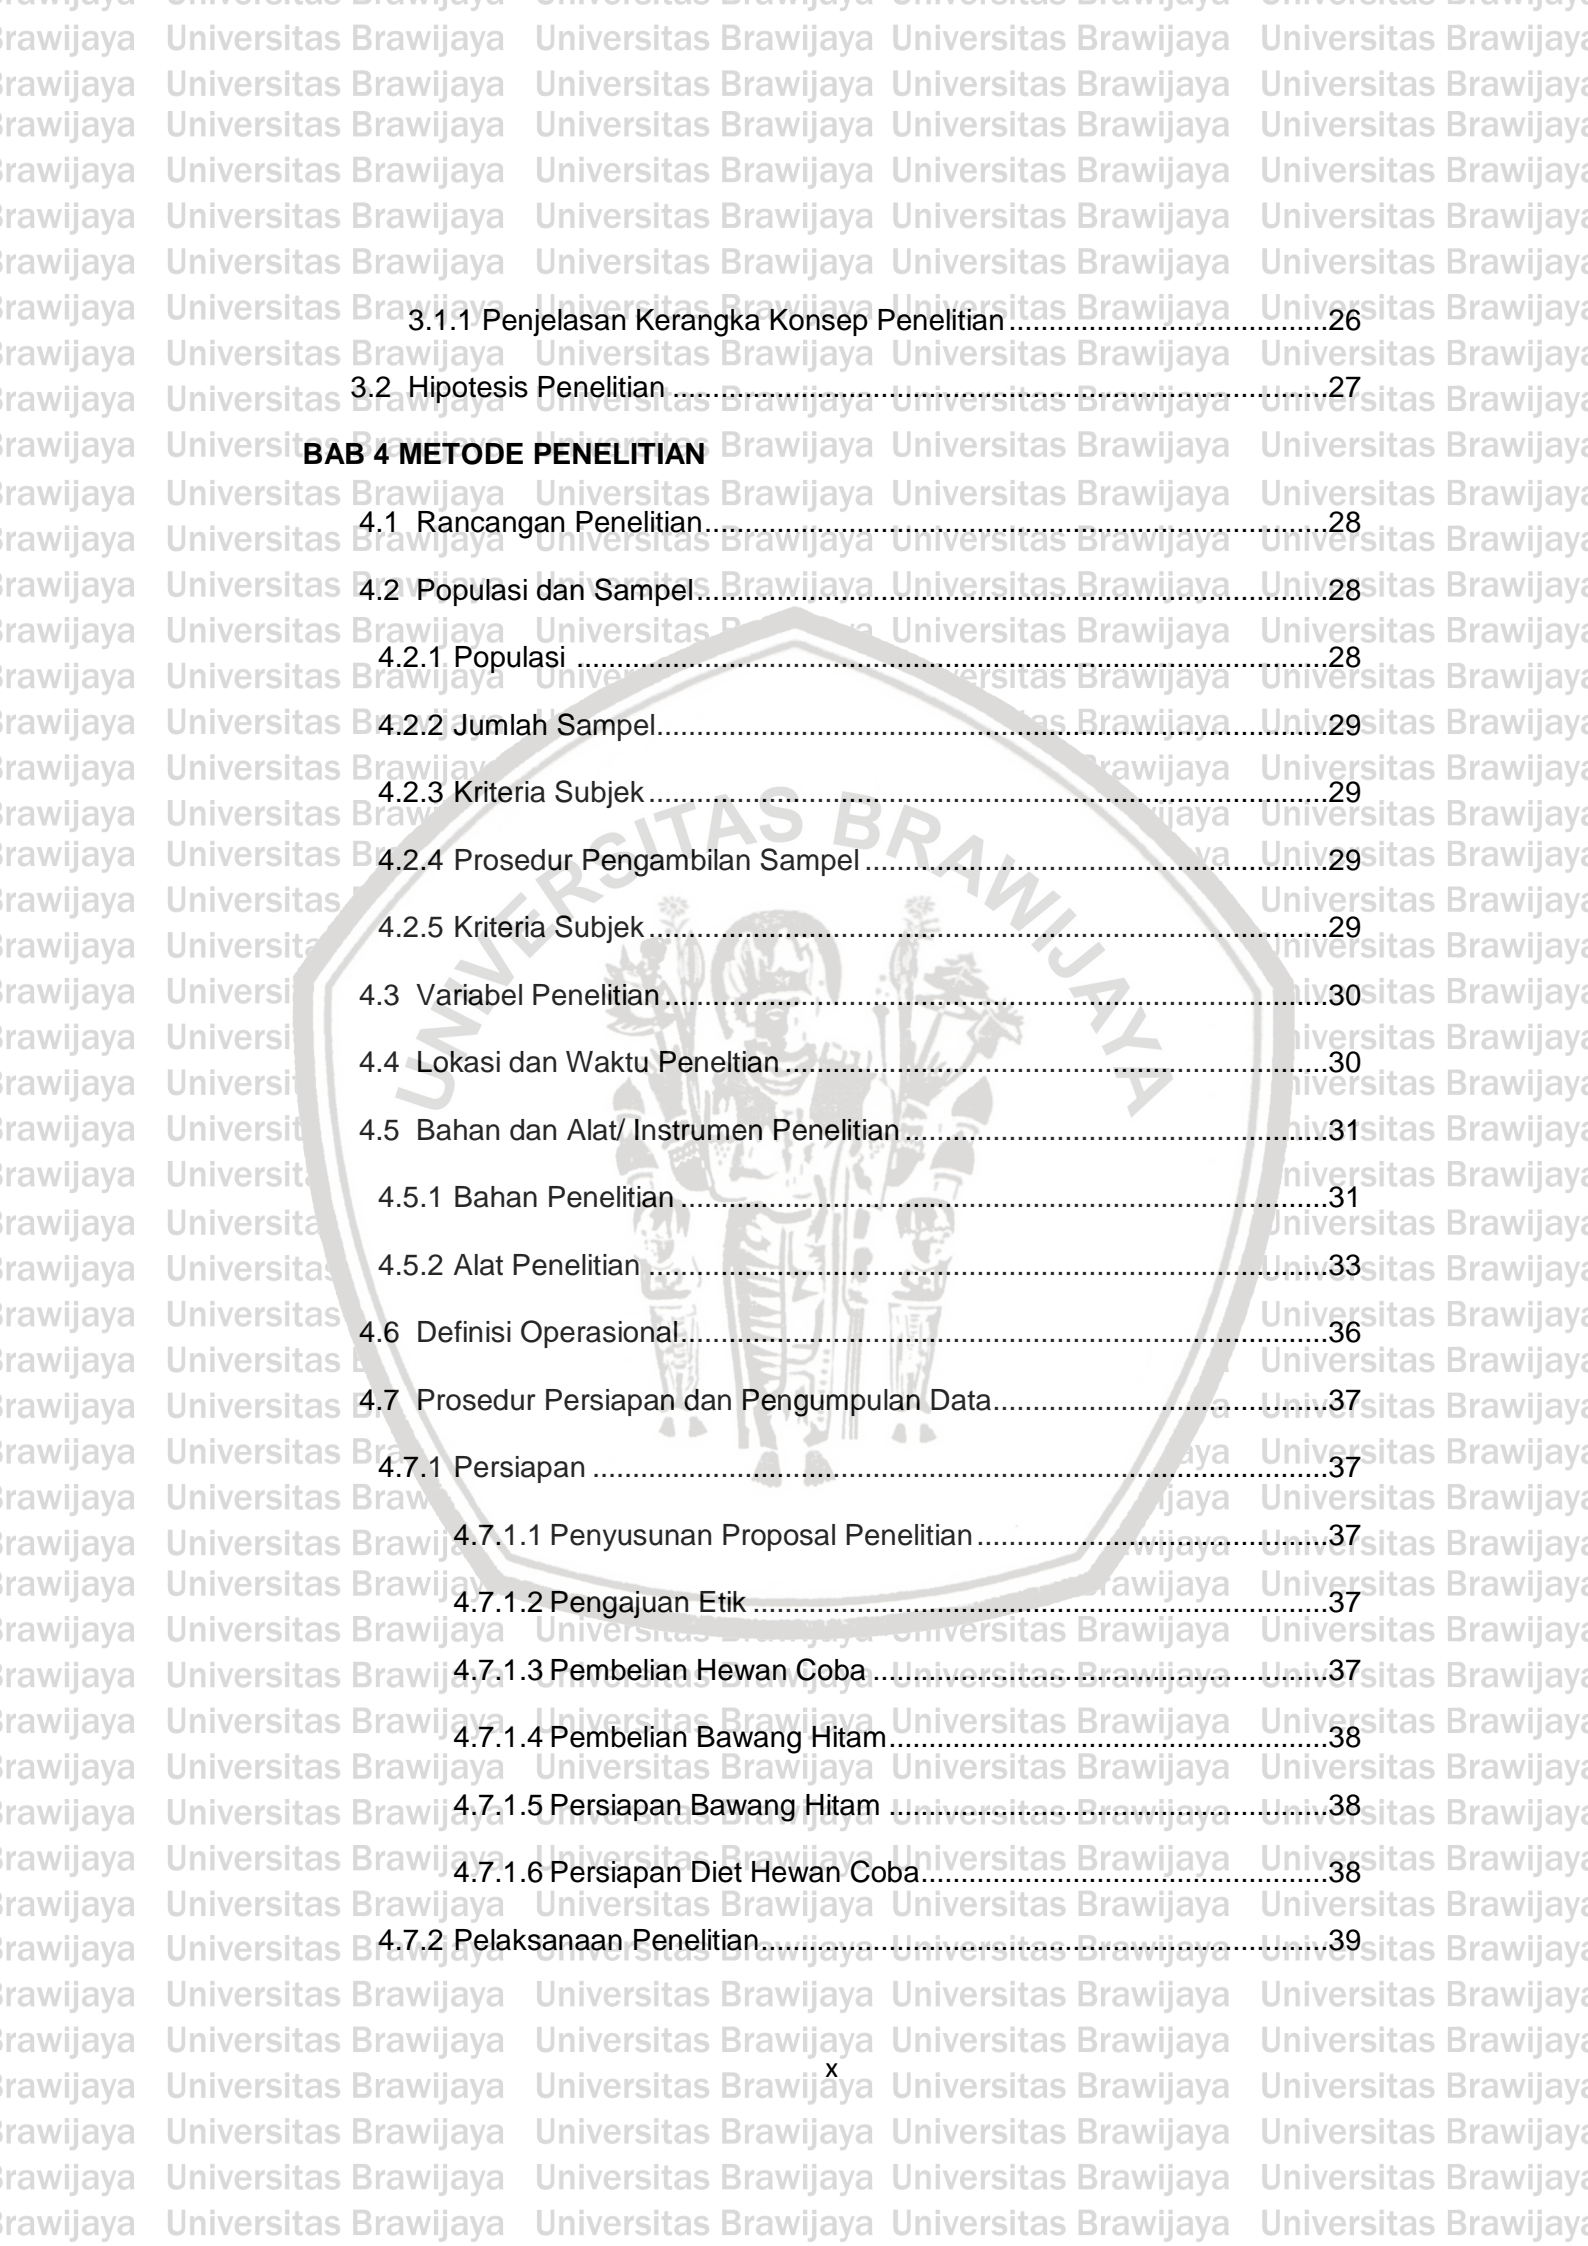 3.1.1 Penjelasan Kerangka Konsep Penelitian........................................26
3.2 Hipotesis Penelitian ..................................................................................27
BAB 4 METODE PENELITIAN
4.1 Rancangan Penelitian..............................................................................28
4.2 Populasi dan Sampel...............................................................................28
4.2.1 Populasi ..............................................................................................28
4.2.2 Jumlah Sampel....................................................................................29
4.2.3 Kriteria Subjek.....................................................................................29
4.2.4 Prosedur Pengambilan Sampel ..........................................................29
4.2.5 Kriteria Subjek.....................................................................................29
4.3 Variabel Penelitian...................................................................................30
4.4 Lokasi dan Waktu Peneltian ....................................................................30
4.5 Bahan dan Alat/ Instrumen Penelitian.....................................................31
4.5.1 Bahan Penelitian .................................................................................31
4.5.2 Alat Penelitian .....................................................................................33
4.6 Definisi Operasional.................................................................................36
4.7 Prosedur Persiapan dan Pengumpulan Data..........................................37
4.7.1 Persiapan ............................................................................................37
4.7.1.1 Penyusunan Proposal Penelitian ............................................37
4.7.1.2 Pengajuan Etik ........................................................................37
4.7.1.3 Pembelian Hewan Coba .........................................................37
4.7.1.4 Pembelian Bawang Hitam.......................................................38
4.7.1.5 Persiapan Bawang Hitam .......................................................38
4.7.1.6 Persiapan Diet Hewan Coba...................................................38
4.7.2 Pelaksanaan Penelitian.......................................................................39
x
UNIVERSITAS BRAWIJAYA